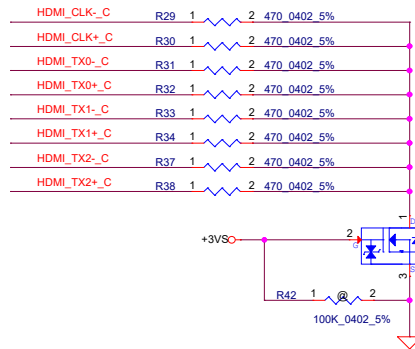 HDMI_CLK-_C R29 1 2 470_0402_5%
HDMI_CLK+_C R30 1 2 470_0402_5%
HDMI_TX0-_C R31 1 2 470_0402_5%
HDMI_TX0+_C R32 1 2 470_0402_5%
HDMI_TX1-_C R33 1 2 470_0402_5%
HDMI_TX1+_C R34 1 2 470_0402_5%
HDMI_TX2-_C R37 1 2 470_0402_5%
HDMI_TX2+_C R38 1 2 470_0402_5%
1 D
+3VS 2 G
S
3
R42 1 @ 2
100K_0402_5%